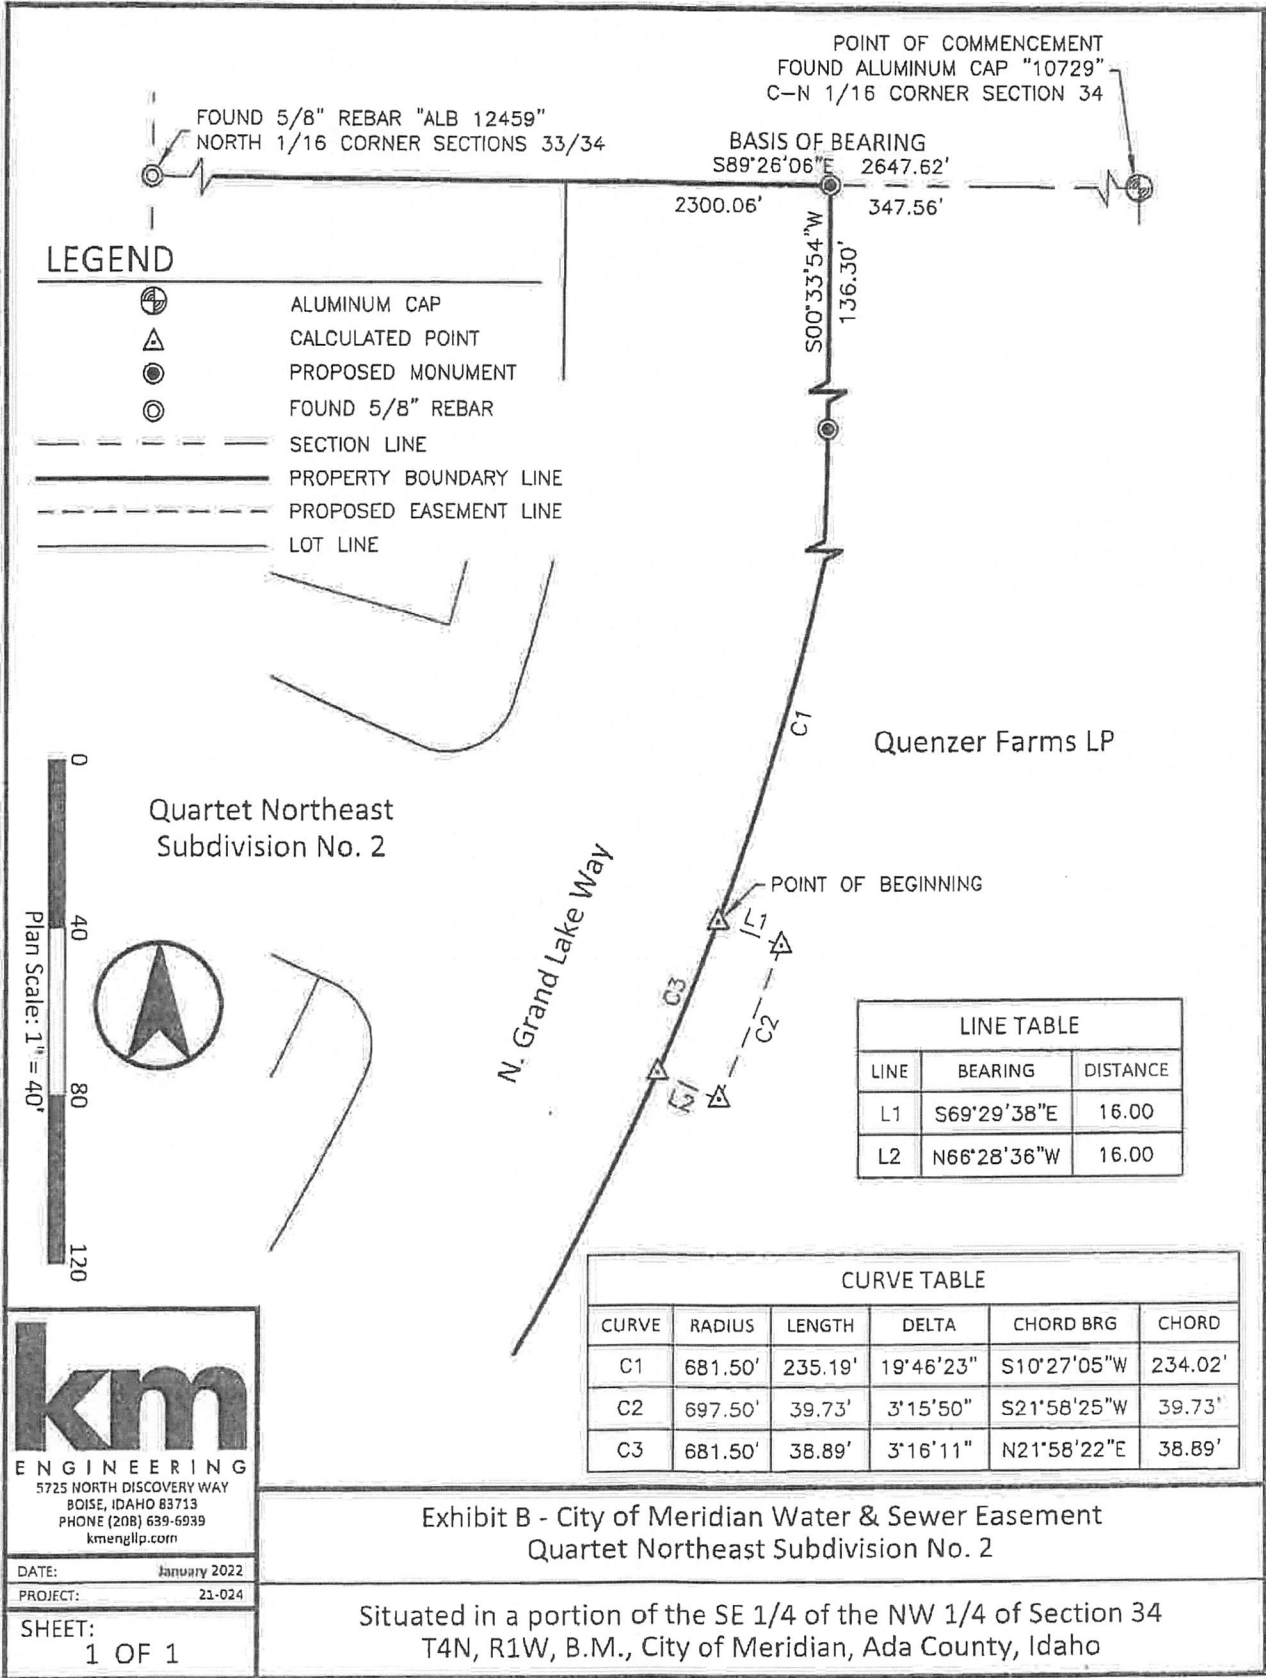 POINT OF COMMENCEMENT
FOUND ALUMINUM CAP "10729"
C-N 1/16 CORNER SECTION 34
FOUND 5/8" REBAR "ALB 12459"
NORTH 1/16 CORNER SECTIONS 33/34
BASIS OF BEARING
S89°26'06"E 2647.62'
2300.06' 347.56'
S00°33'54"W
136.30'
LEGEND
ALUMINUM CAP
CALCULATED POINT
PROPOSED MONUMENT
FOUND 5/8" REBAR
SECTION LINE
PROPERTY BOUNDARY LINE
PROPOSED EASEMENT LINE
LOT LINE
C1
Quenzer Farms LP
Quartet Northeast
Subdivision No. 2
0
40
80
120
Plan Scale: 1" = 40'
N. Grand Lake Way
POINT OF BEGINNING
L1
C3
C2
L2
LINE TABLE
LINE BEARING DISTANCE
L1 S69°29'38"E 16.00
L2 N66°28'36"W 16.00
CURVE TABLE
CURVE RADIUS LENGTH DELTA CHORD BRG CHORD
C1 681.50' 235.19' 19°46'23" S10°27'05"W 234.02'
C2 697.50' 39.73' 3°15'50" S21°58'25"W 39.73'
C3 681.50' 38.89' 3°16'11" N21°58'22"E 38.89'
km
ENGINEERING
5725 NORTH DISCOVERY WAY
BOISE, IDAHO 83713
PHONE (208) 639-6939
kmengllp.com
DATE: January 2022
PROJECT: 21-024
SHEET:
1 OF 1
Exhibit B - City of Meridian Water & Sewer Easement
Quartet Northeast Subdivision No. 2
Situated in a portion of the SE 1/4 of the NW 1/4 of Section 34
T4N, R1W, B.M., City of Meridian, Ada County, Idaho